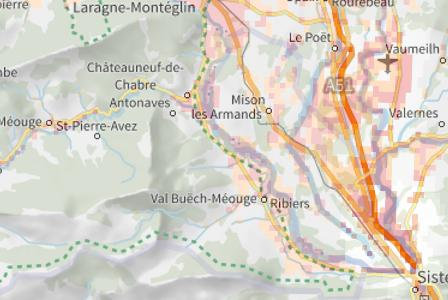 Laragne-Montéglin
Le Poët
Vaumeilh
Châteauneuf-de-
Chabre
A51
Antonaves
Mison
les Armands
Valernes
Méouge
St-Pierre-Avez
Val Buëch-Méouge
Ribiers